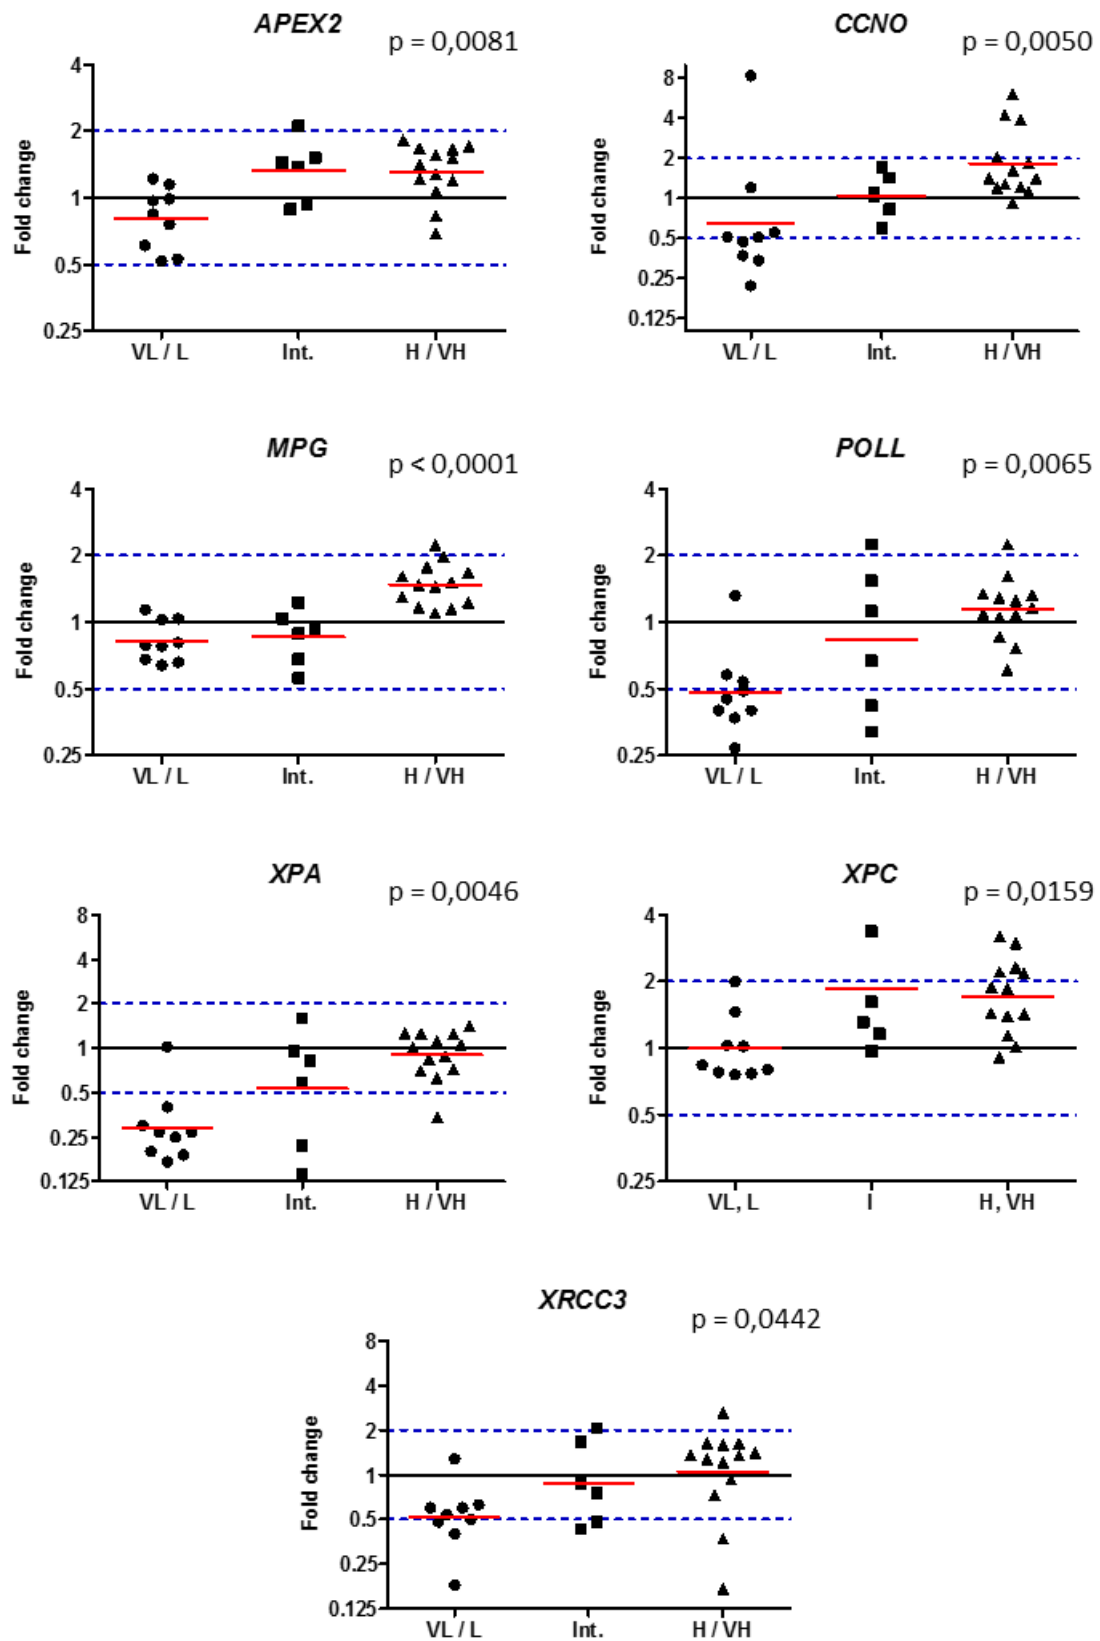 APEX2
p = 0,0081
4
2
1
0.5
0.25
Fold change
VL / L
Int.
H / VH
CCNO
p = 0,0050
8
4
2
1
0.5
0.25
0.125
Fold change
VL / L
Int.
H / VH
MPG
p < 0,0001
4
2
1
0.5
0.25
Fold change
VL / L
Int.
H / VH
POLL
p = 0,0065
4
2
1
0.5
0.25
Fold change
VL / L
Int.
H / VH
XPA
p = 0,0046
8
4
2
1
0.5
0.25
0.125
Fold change
VL / L
Int.
H / VH
XPC
p = 0,0159
4
2
1
0.5
0.25
Fold change
VL, L
I
H, VH
XRCC3
p = 0,0442
8
4
2
1
0.5
0.25
0.125
Fold change
VL / L
Int.
H / VH